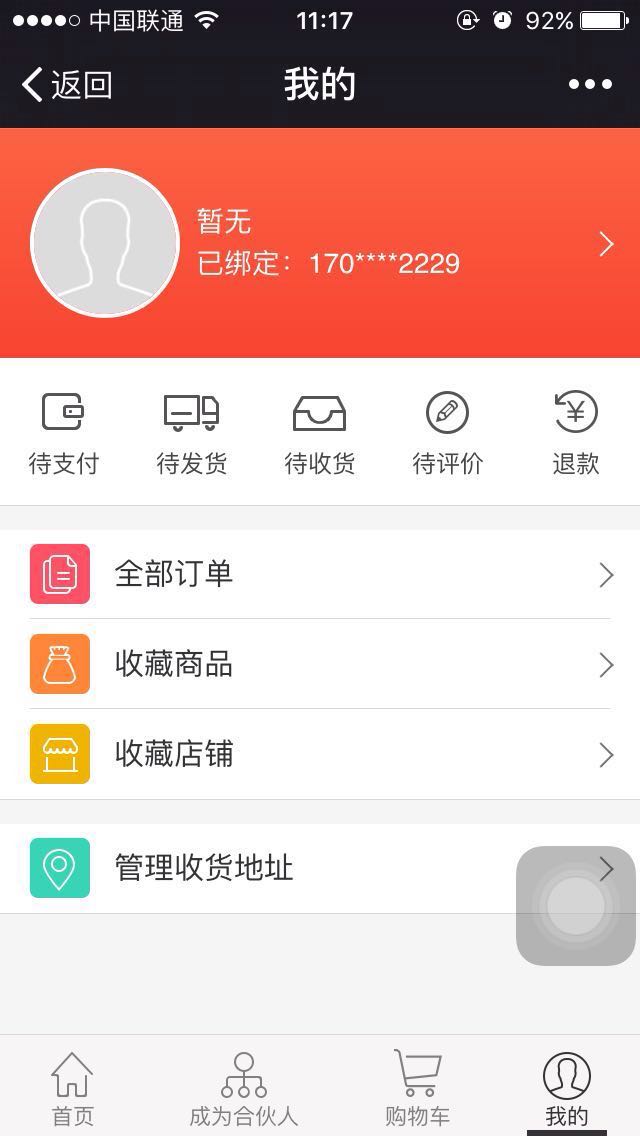 中国联通 11:17 92%
返回 我的
暂无
已绑定：170****2229
待支付 待发货 待收货 待评价 退款
全部订单
收藏商品
收藏店铺
管理收货地址
首页 成为合伙人 购物车 我的